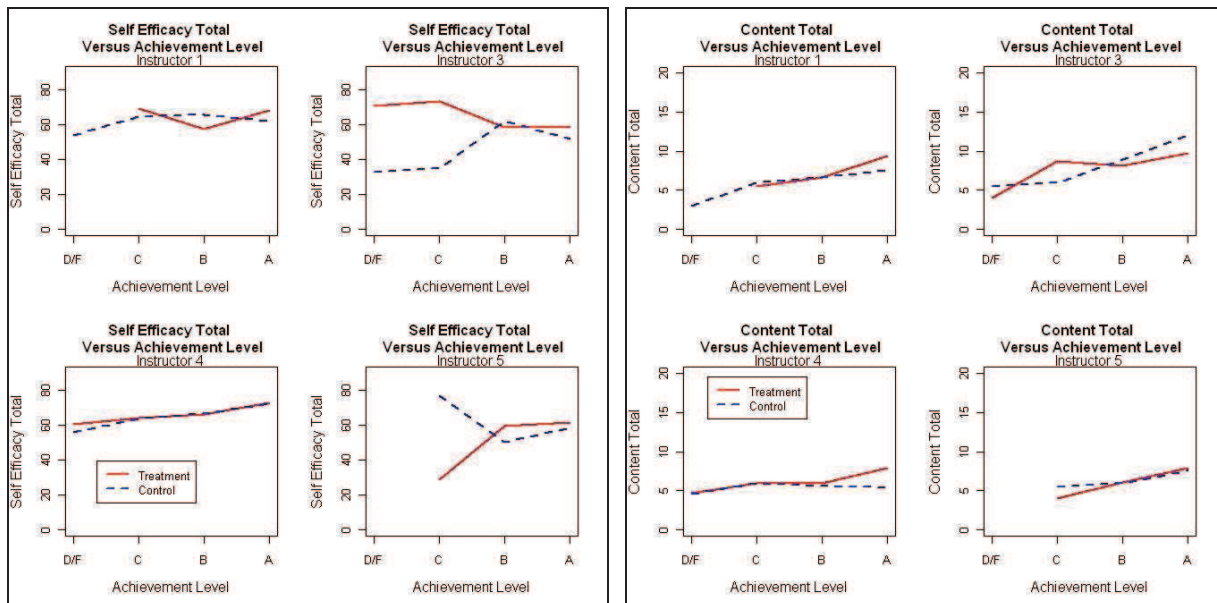 Self Efficacy Total
Versus Achievement Level
Instructor 1
Self Efficacy Total
0 20 40 60 80
D/F C B A
Achievement Level
Self Efficacy Total
Versus Achievement Level
Instructor 3
Self Efficacy Total
0 20 40 60 80
D/F C B A
Achievement Level
Self Efficacy Total
Versus Achievement Level
Instructor 4
Self Efficacy Total
0 20 40 60 80
Treatment
Control
D/F C B A
Achievement Level
Self Efficacy Total
Versus Achievement Level
Instructor 5
Self Efficacy Total
0 20 40 60 80
D/F C B A
Achievement Level
Content Total
Versus Achievement Level
Instructor 1
Content Total
0 5 10 15 20
D/F C B A
Achievement Level
Content Total
Versus Achievement Level
Instructor 3
Content Total
0 5 10 15 20
D/F C B A
Achievement Level
Content Total
Versus Achievement Level
Instructor 4
Content Total
0 5 10 15 20
Treatment
Control
D/F C B A
Achievement Level
Content Total
Versus Achievement Level
Instructor 5
Content Total
0 5 10 15 20
D/F C B A
Achievement Level